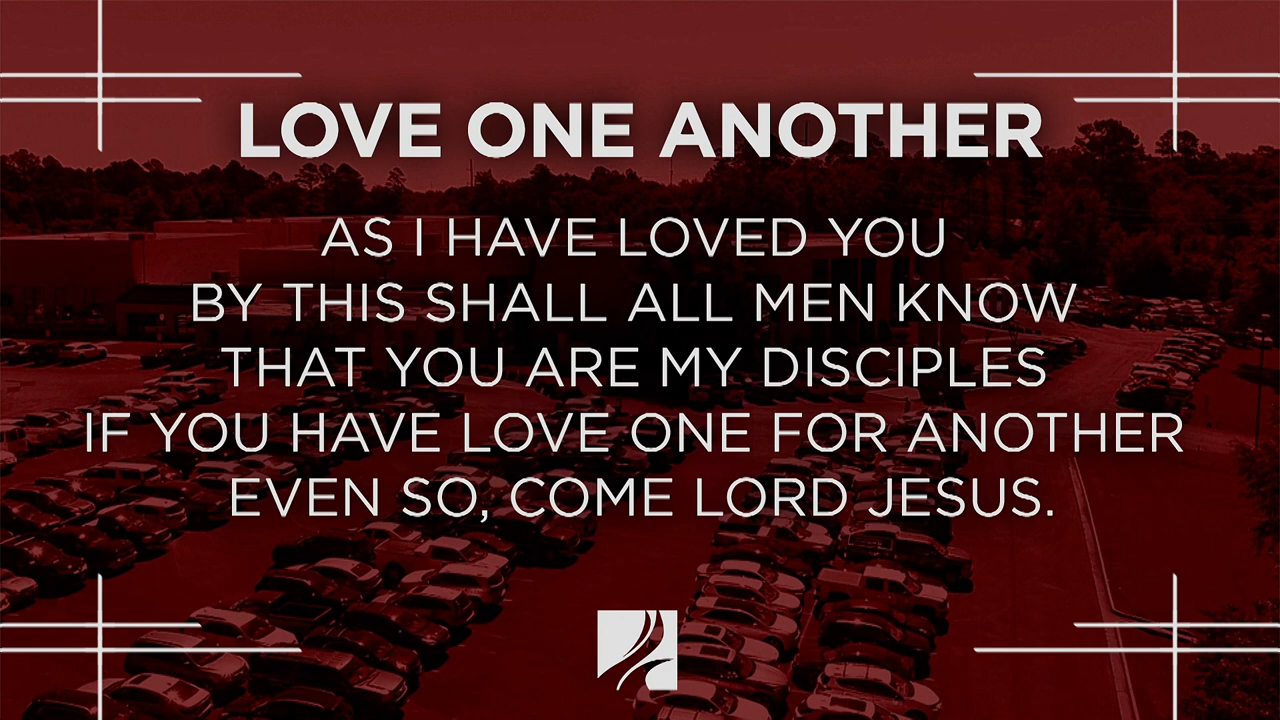 LOVE ONE ANOTHER
AS I HAVE LOVED YOU
BY THIS SHALL ALL MEN KNOW
THAT YOU ARE MY DISCIPLES
IF YOU HAVE LOVE ONE FOR ANOTHER
EVEN SO, COME LORD JESUS.